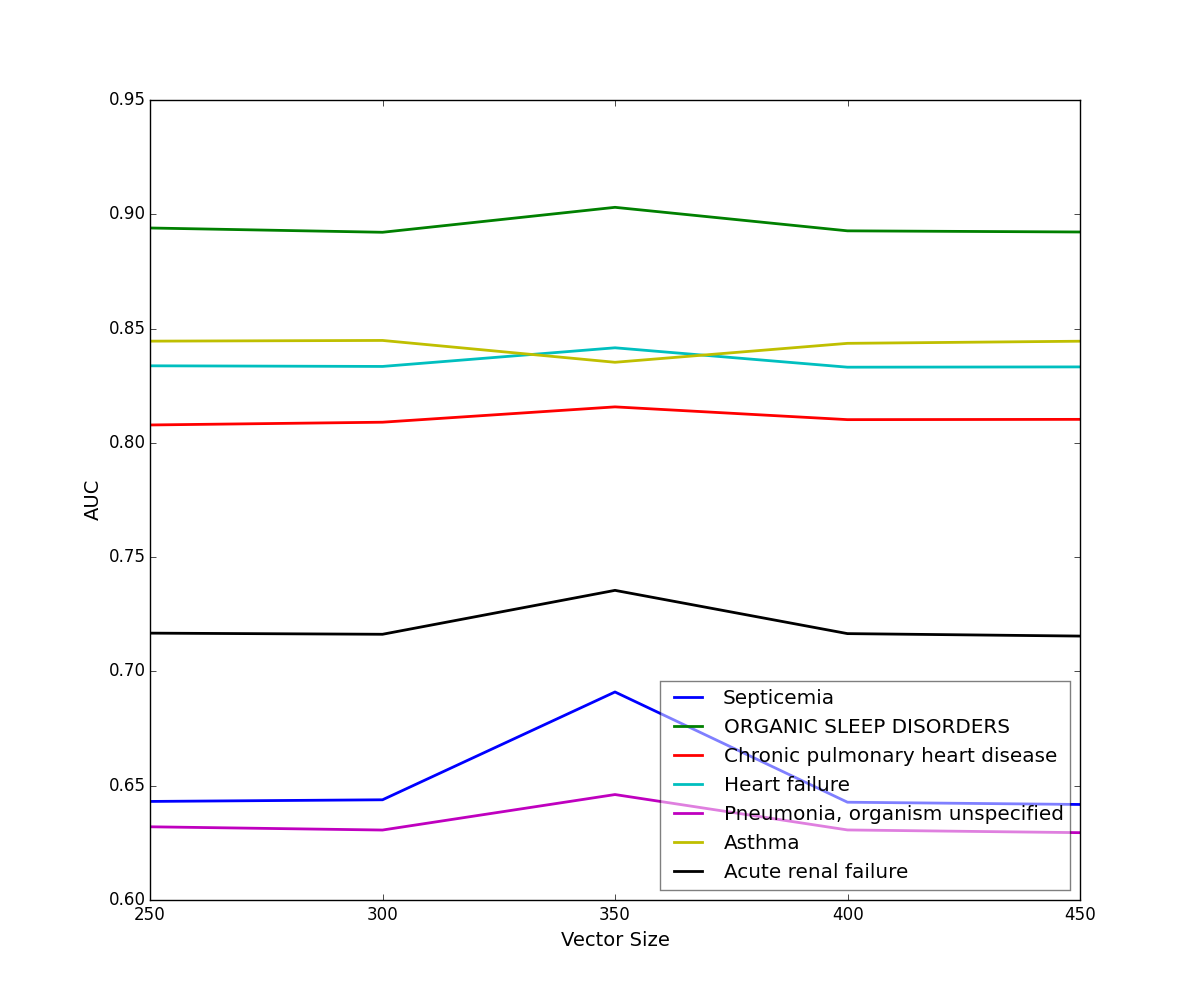 0.95
0.90
0.85
0.80
0.75
0.70
0.65
0.60
AUC
250 300 350 400 450
Vector Size
Septicemia
ORGANIC SLEEP DISORDERS
Chronic pulmonary heart disease
Heart failure
Pneumonia, organism unspecified
Asthma
Acute renal failure